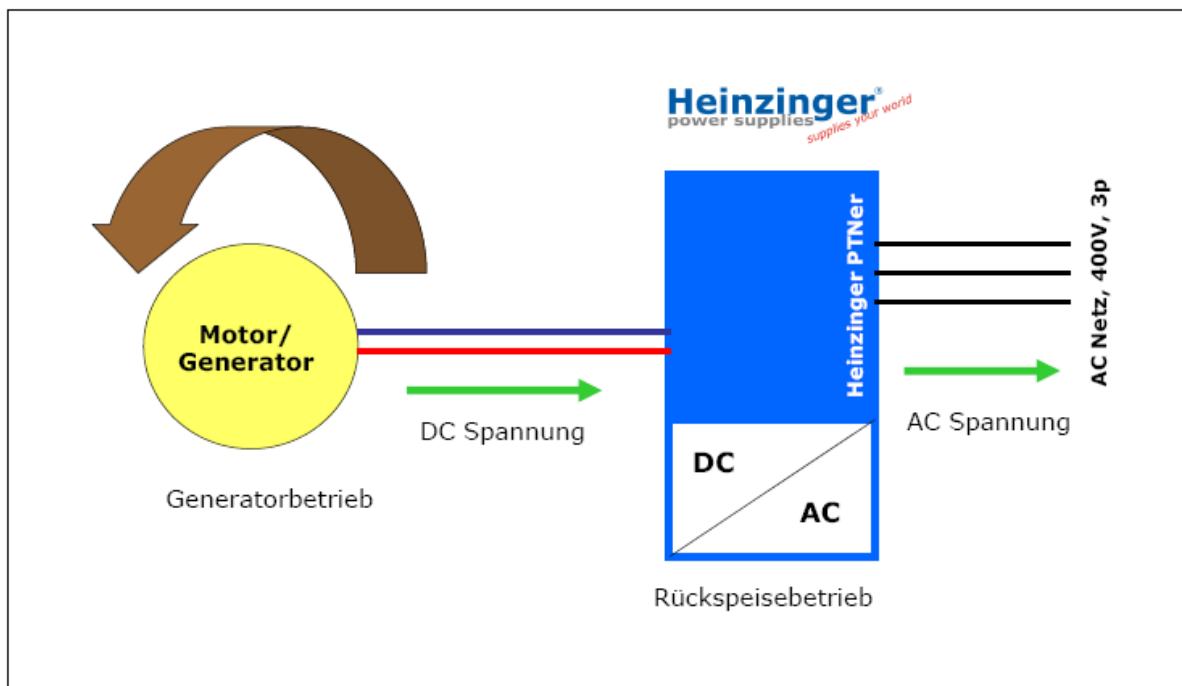 Heinzinger®
power supplies
supplies your world
Motor/
Generator
Heinzinger PTNer
AC Netz, 400V, 3p
DC Spannung
AC Spannung
DC
AC
Generatorbetrieb
Rückspeisebetrieb